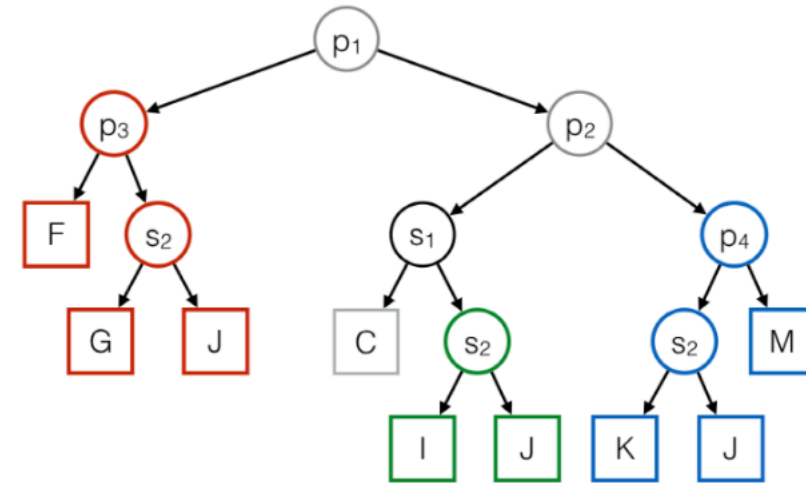 p₁
p₃ p₂
F s₂ s₁ p₄
G J C s₂ s₂ M
I J K J